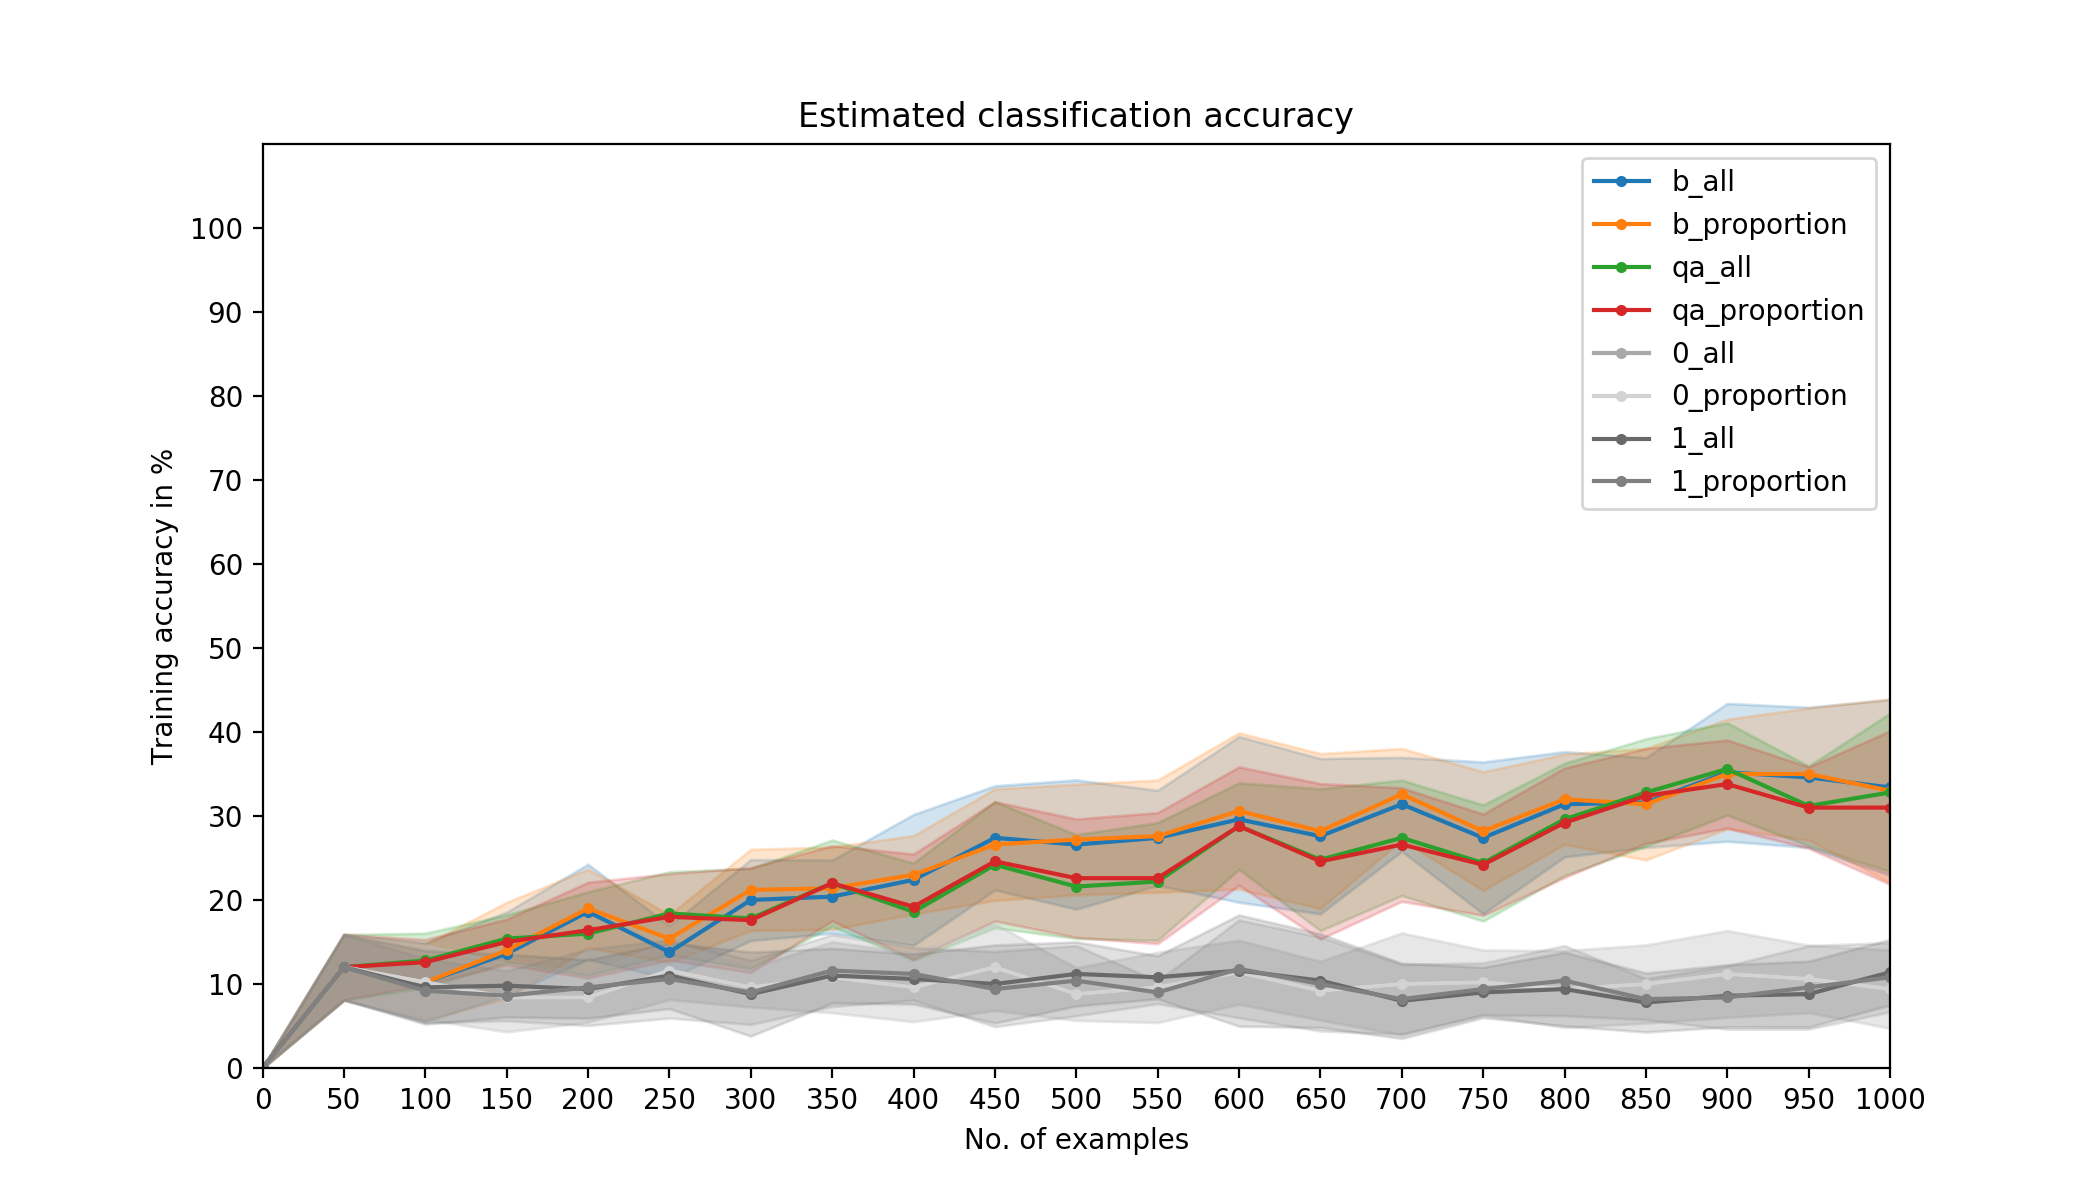 Estimated classification accuracy
b_all
b_proportion
qa_all
qa_proportion
0_all
0_proportion
1_all
1_proportion
100
90
80
70
60
50
40
30
20
10
0
Training accuracy in %
0 50 100 150 200 250 300 350 400 450 500 550 600 650 700 750 800 850 900 950 1000
No. of examples